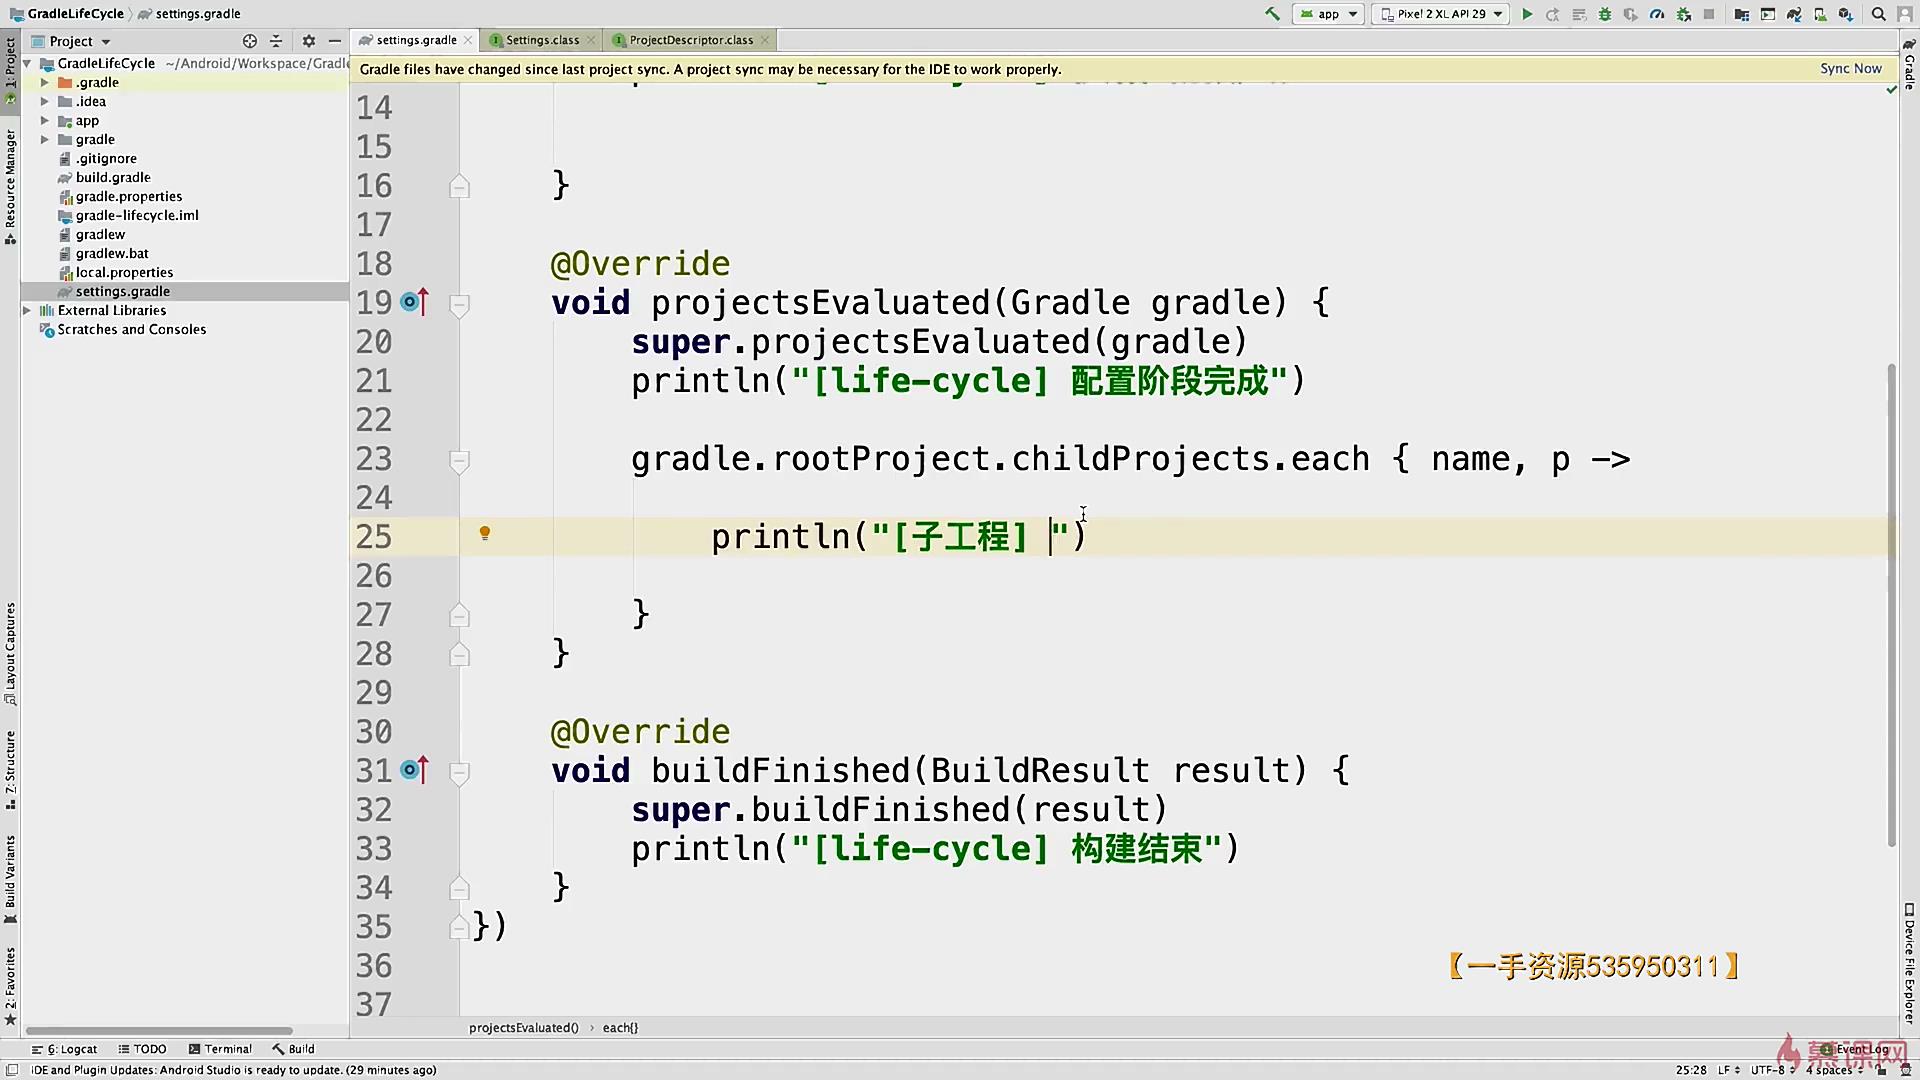 GradleLifeCycle settings.gradle
app
Pixel 2 XL API 29
Project
settings.gradle
Settings.class
ProjectDescriptor.class
GradleLifeCycle ~/Android/Workspace/Gradle
.gradle
.idea
app
gradle
.gitignore
build.gradle
gradle.properties
gradle-lifecycle.iml
gradlew
gradlew.bat
local.properties
settings.gradle
External Libraries
Scratches and Consoles
1: Project
Resource Manager
Layout Captures
7: Structure
Build Variants
2: Favorites
Gradle files have changed since last project sync. A project sync may be necessary for the IDE to work properly.
Sync Now
14
15
16 }
17
18 @Override
19 void projectsEvaluated(Gradle gradle) {
20 super.projectsEvaluated(gradle)
21 println("[life-cycle] 配置阶段完成")
22
23 gradle.rootProject.childProjects.each { name, p ->
24
25 println("[子工程] ")
26
27 }
28 }
29
30 @Override
31 void buildFinished(BuildResult result) {
32 super.buildFinished(result)
33 println("[life-cycle] 构建结束")
34 }
35 })
36
37
【一手资源535950311】
projectsEvaluated() › each{}
Gradle
Device File Explorer
6: Logcat
TODO
Terminal
Build
Event Log
慕课网
IDE and Plugin Updates: Android Studio is ready to update. (29 minutes ago)
25:28 LF UTF-8 4 spaces